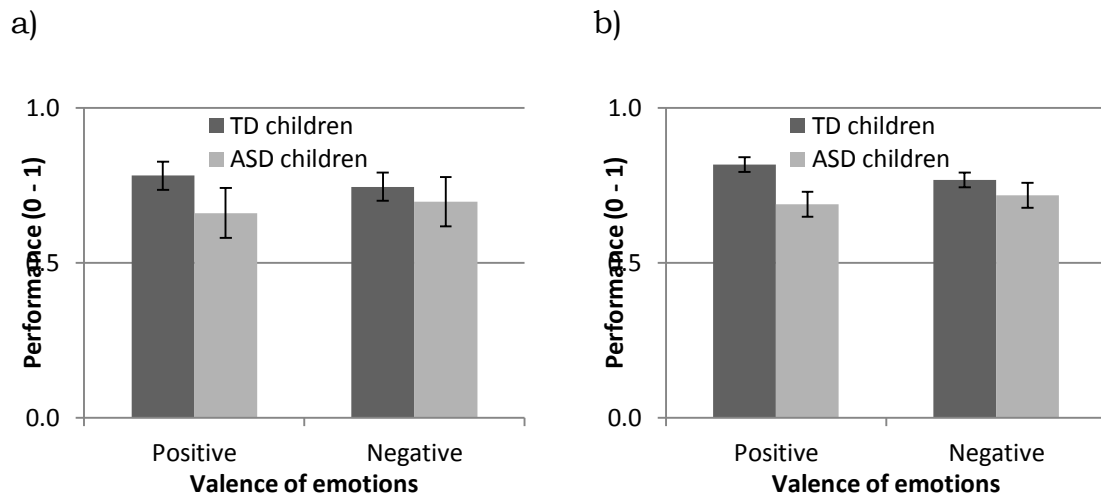 a)
1.0
TD children
ASD children
Performance (0 - 1)
0.5
0.0
Positive Negative
Valence of emotions
b)
1.0
TD children
ASD children
Performance (0 - 1)
0.5
0.0
Positive Negative
Valence of emotions